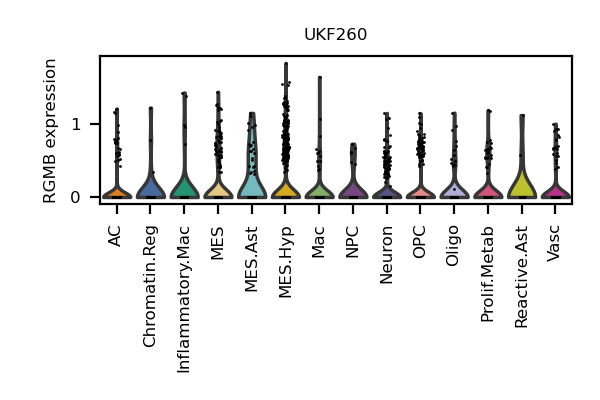 UKF260
RGMB expression
1
0
AC
Chromatin.Reg
Inflammatory.Mac
MES
MES.Ast
MES.Hyp
Mac
NPC
Neuron
OPC
Oligo
Prolif.Metab
Reactive.Ast
Vasc